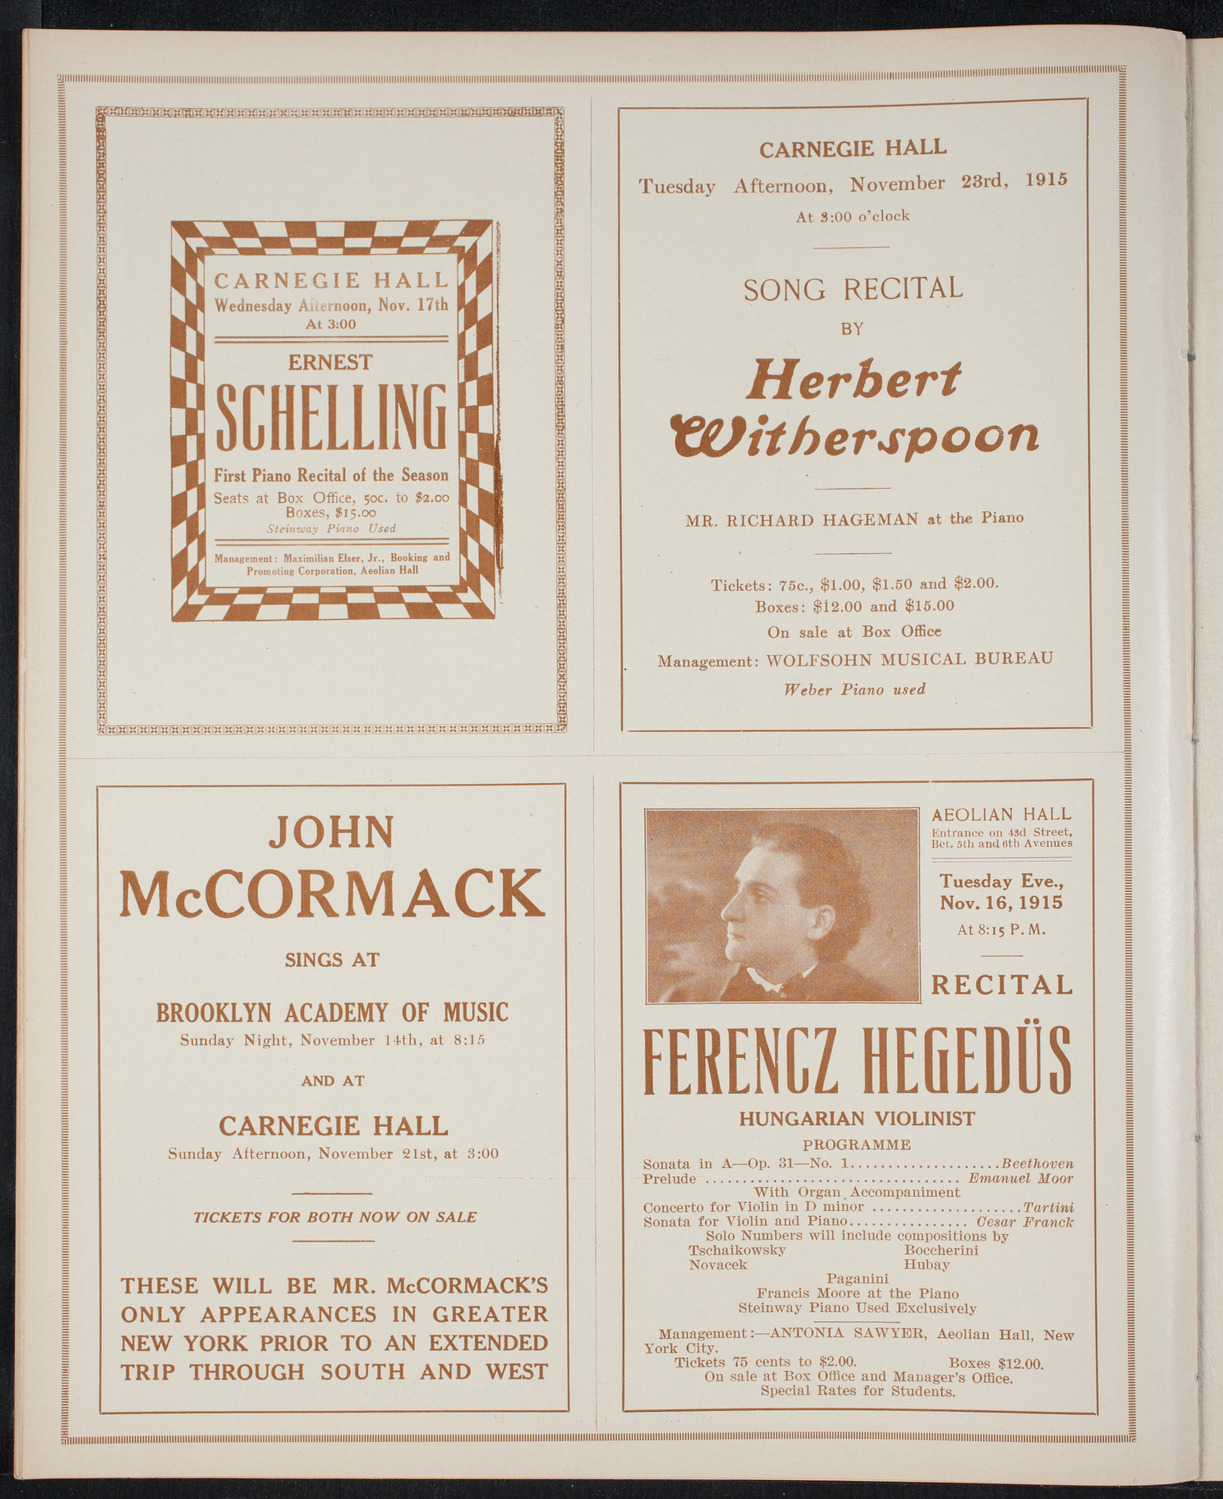 CARNEGIE HALL
Wednesday Afternoon, Nov. 17th
At 3:00
ERNEST
SCHELLING
First Piano Recital of the Season
Seats at Box Office, 50c. to $2.00
Boxes, $15.00
Steinway Piano Used
Management: Maximilian Elser, Jr., Booking and
Promoting Corporation, Aeolian Hall
CARNEGIE HALL
Tuesday Afternoon, November 23rd, 1915
At 3:00 o'clock
SONG RECITAL
BY
Herbert
Witherspoon
MR. RICHARD HAGEMAN at the Piano
Tickets: 75c., $1.00, $1.50 and $2.00.
Boxes: $12.00 and $15.00
On sale at Box Office
Management: WOLFSOHN MUSICAL BUREAU
Weber Piano used
JOHN
McCORMACK
SINGS AT
BROOKLYN ACADEMY OF MUSIC
Sunday Night, November 14th, at 8:15
AND AT
CARNEGIE HALL
Sunday Afternoon, November 21st, at 3:00
TICKETS FOR BOTH NOW ON SALE
THESE WILL BE MR. McCORMACK'S
ONLY APPEARANCES IN GREATER
NEW YORK PRIOR TO AN EXTENDED
TRIP THROUGH SOUTH AND WEST
AEOLIAN HALL
Entrance on 43d Street,
Bet. 5th and 6th Avenues
Tuesday Eve.,
Nov. 16, 1915
At 8:15 P. M.
RECITAL
FERENCZ HEGEDÜS
HUNGARIAN VIOLINIST
PROGRAMME
Sonata in A—Op. 31—No. 1....................Beethoven
Prelude .................................. Emanuel Moor
With Organ Accompaniment
Concerto for Violin in D minor ....................Tartini
Sonata for Violin and Piano................ Cesar Franck
Solo Numbers will include compositions by
Tschaikowsky Boccherini
Novacek Hubay
Paganini
Francis Moore at the Piano
Steinway Piano Used Exclusively
Management:—ANTONIA SAWYER, Aeolian Hall, New
York City.
Tickets 75 cents to $2.00. Boxes $12.00.
On sale at Box Office and Manager's Office.
Special Rates for Students.